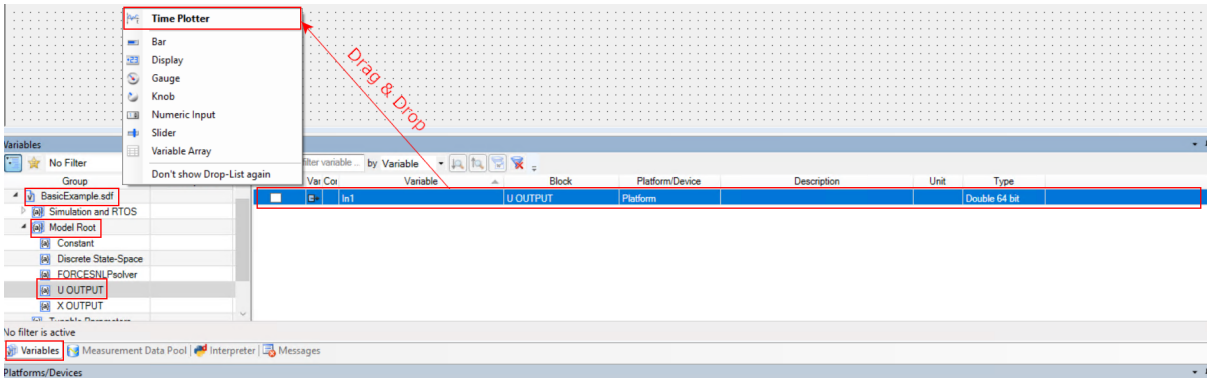 Time Plotter
Bar
Display
Gauge
Knob
Numeric Input
Slider
Variable Array
Don't show Drop-List again
Drag & Drop
Variables
No Filter
filter variable ... by Variable
Group Var Cor Variable Block Platform/Device Description Unit Type
BasicExample.sdf In1 U OUTPUT Platform Double 64 bit
Simulation and RTOS
Model Root
Constant
Discrete State-Space
FORCESNLPsolver
U OUTPUT
X OUTPUT
No filter is active
Variables Measurement Data Pool Interpreter Messages
Platforms/Devices